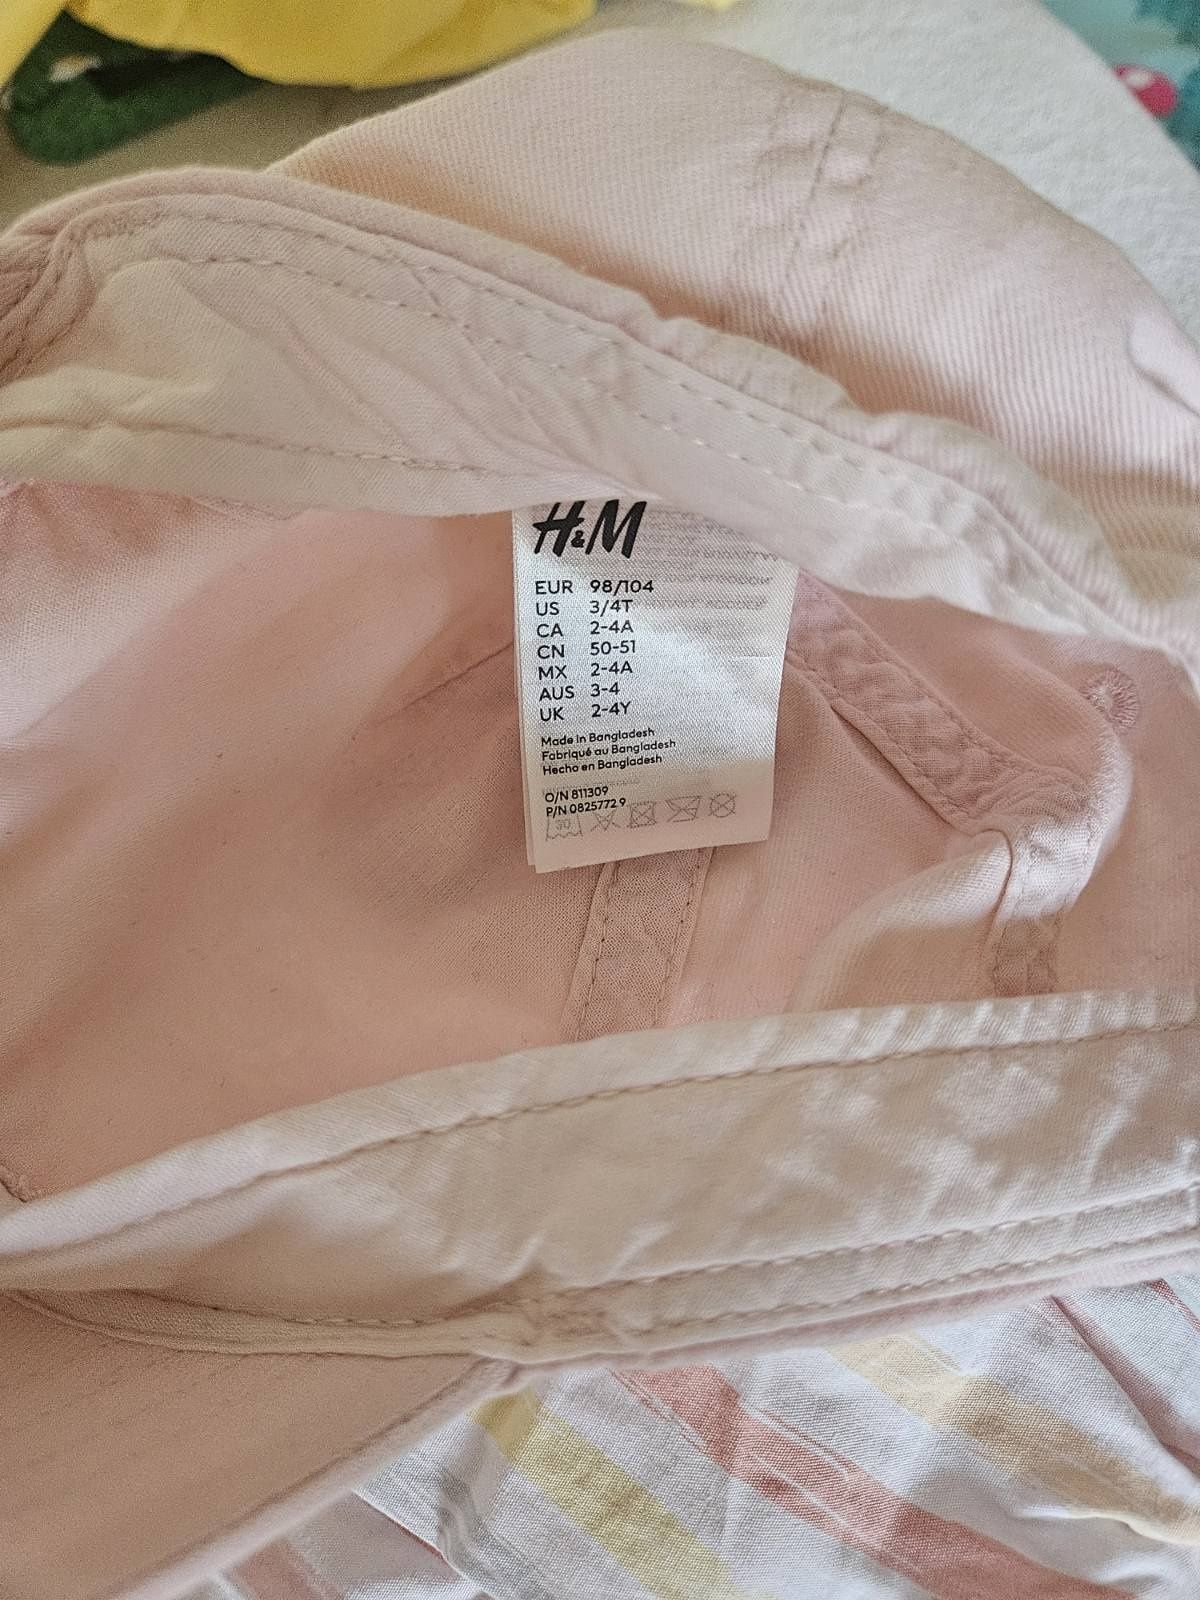 H&M
EUR 98/104
US 3/4T
CA 2-4A
CN 50-51
MX 2-4A
AUS 3-4
UK 2-4Y
Made in Bangladesh
Fabriqué au Bangladesh
Hecho en Bangladesh
O/N 811309
P/N 0825772 9
30